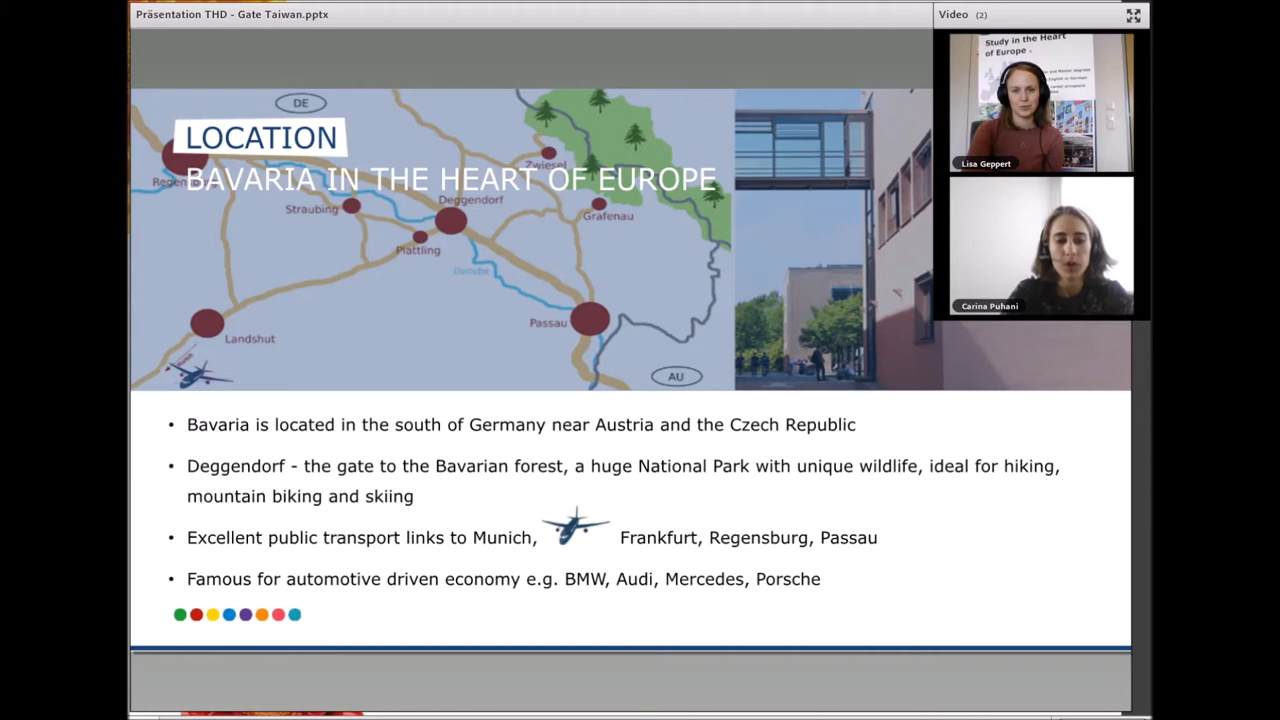 Präsentation THD - Gate Taiwan.pptx
Video (2)
Study in the Heart
of Europe
Lisa Geppert
Carina Puhani
DE
LOCATION
BAVARIA IN THE HEART OF EUROPE
Zwiesel
Deggendorf
Straubing
Grafenau
Plattling
Danube
Passau
Landshut
AU
• Bavaria is located in the south of Germany near Austria and the Czech Republic
• Deggendorf - the gate to the Bavarian forest, a huge National Park with unique wildlife, ideal for hiking,
mountain biking and skiing
• Excellent public transport links to Munich, Frankfurt, Regensburg, Passau
• Famous for automotive driven economy e.g. BMW, Audi, Mercedes, Porsche